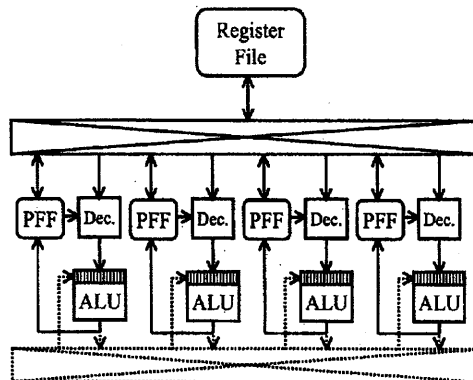 Register
File
PFF Dec. PFF Dec. PFF Dec. PFF Dec.
ALU ALU ALU ALU